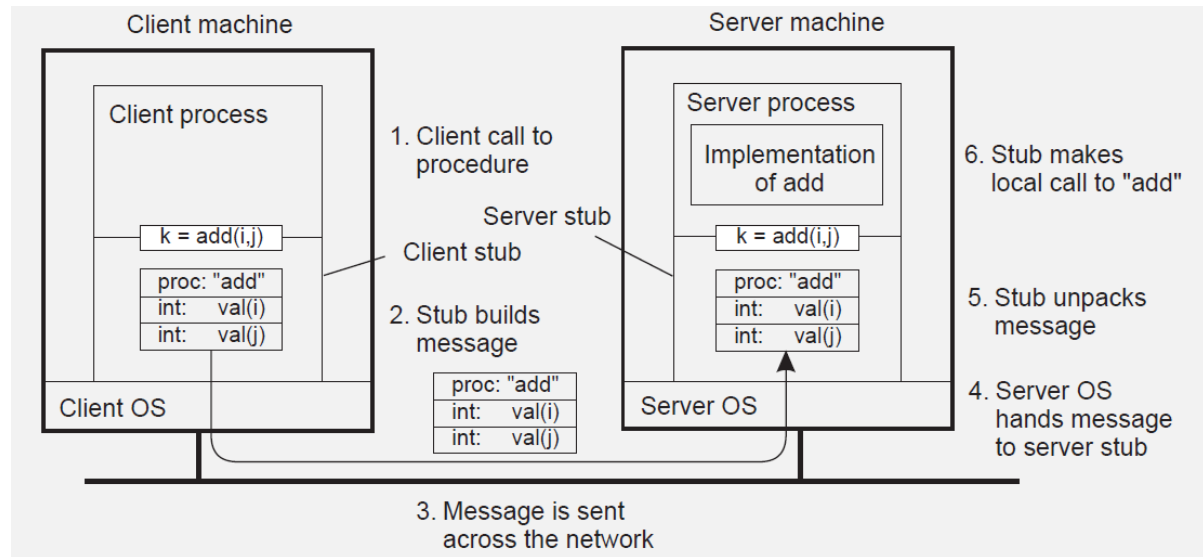 Client machine
Server machine
Client process
1. Client call to
procedure
k = add(i,j)
Client stub
proc: "add"
int: val(i)
int: val(j)
2. Stub builds
message
proc: "add"
int: val(i)
int: val(j)
Client OS
3. Message is sent
across the network
Server process
Implementation
of add
Server stub
k = add(i,j)
proc: "add"
int: val(i)
int: val(j)
Server OS
6. Stub makes
local call to "add"
5. Stub unpacks
message
4. Server OS
hands message
to server stub